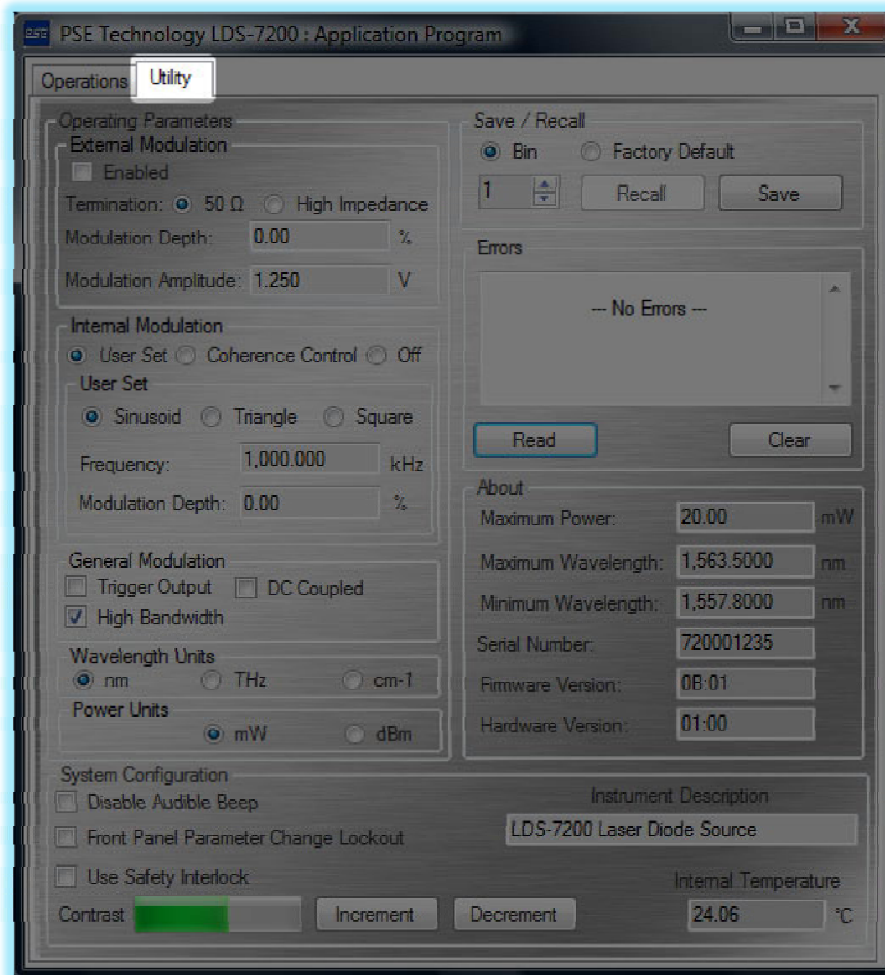 PSE PSE Technology LDS-7200 : Application Program
Operations Utility
Operating Parameters
External Modulation
Enabled
Termination: 50 Ω High Impedance
Modulation Depth: 0.00 %
Modulation Amplitude: 1.250 V
Internal Modulation
User Set Coherence Control Off
User Set
Sinusoid Triangle Square
Frequency: 1,000.000 kHz
Modulation Depth: 0.00 %
General Modulation
Trigger Output DC Coupled
High Bandwidth
Wavelength Units
nm THz cm-1
Power Units
mW dBm
Save / Recall
Bin Factory Default
1 Recall Save
Errors
--- No Errors ---
Read Clear
About
Maximum Power: 20.00 mW
Maximum Wavelength: 1,563.5000 nm
Minimum Wavelength: 1,557.8000 nm
Serial Number: 720001235
Firmware Version: 0B:01
Hardware Version: 01:00
System Configuration
Disable Audible Beep
Front Panel Parameter Change Lockout
Use Safety Interlock
Contrast Increment Decrement
Instrument Description
LDS-7200 Laser Diode Source
Internal Temperature
24.06 °C